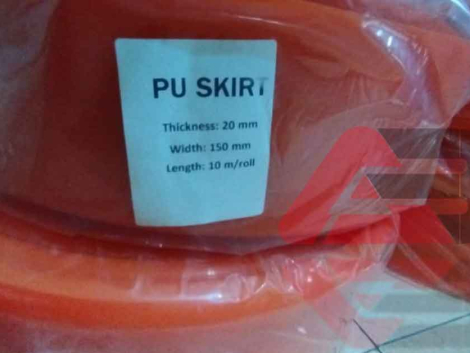 PU SKIRT
Thickness: 20 mm
Width: 150 mm
Length: 10 m/roll